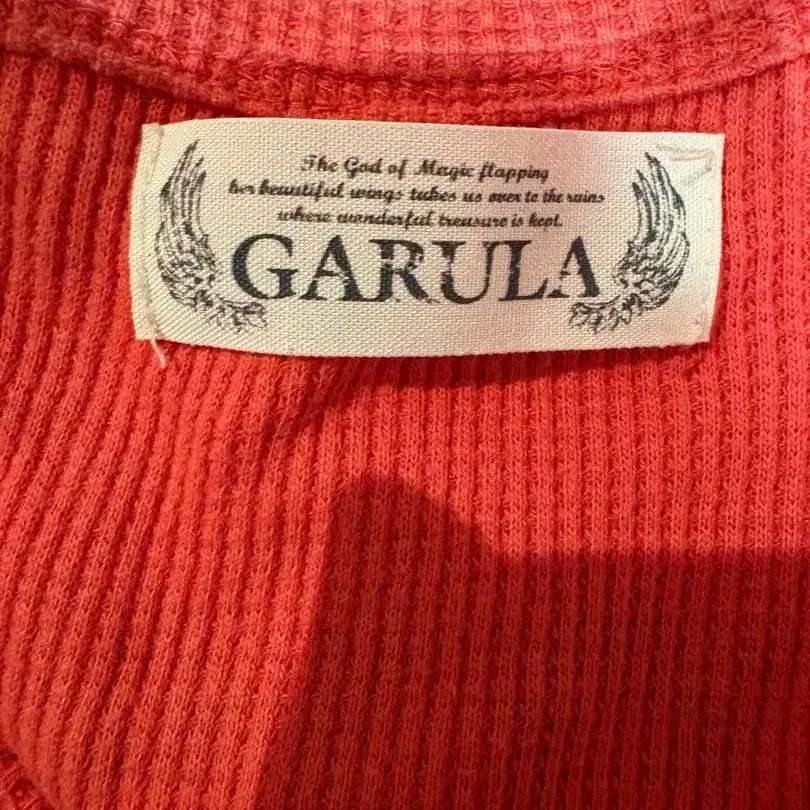 The God of Magic flapping
her beautiful wings takes us over to the ruins
where wonderful treasure is kept.
GARULA